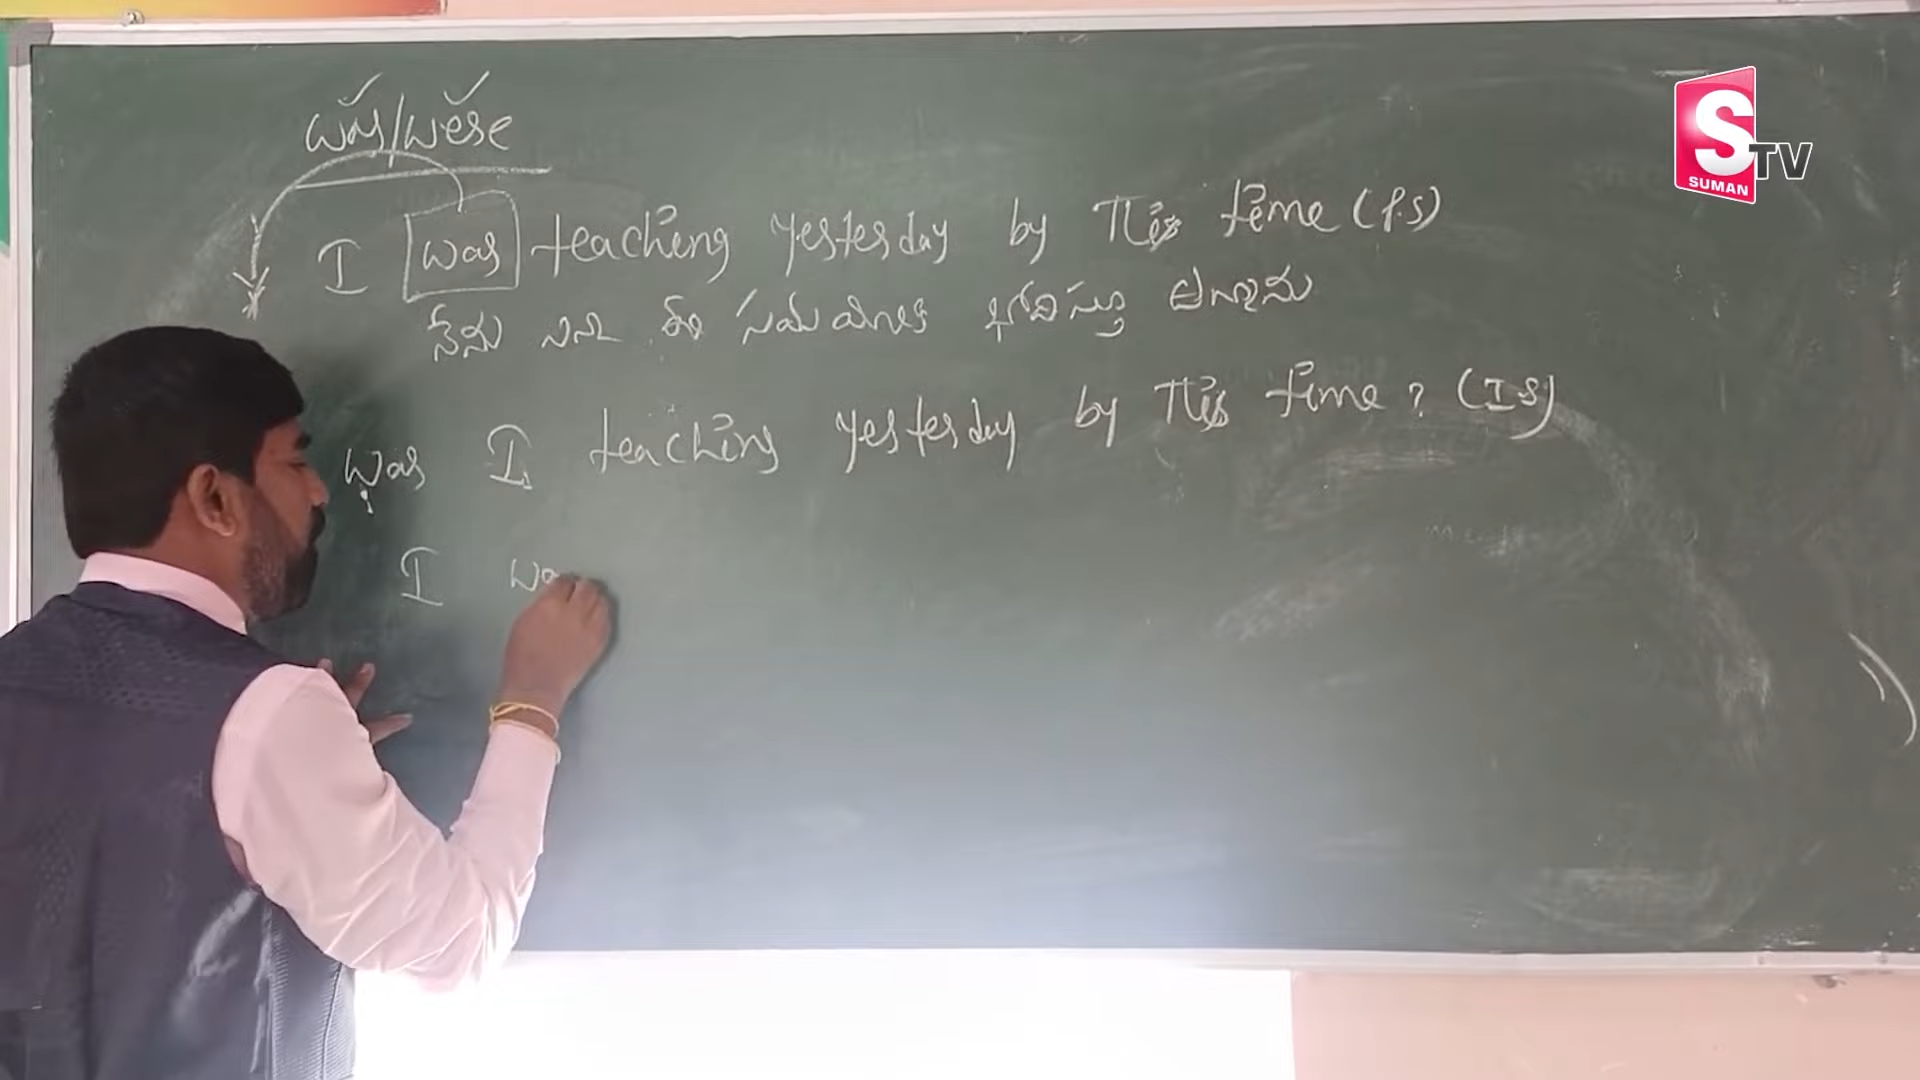 was/were
I was teaching yesterday by This time (P.S)
నేను నిన్న ఈ సమయానికి భోదిస్తూ ఉన్నాను
was I teaching yesterday by This time? (I.S)
I wa
S TV
SUMAN